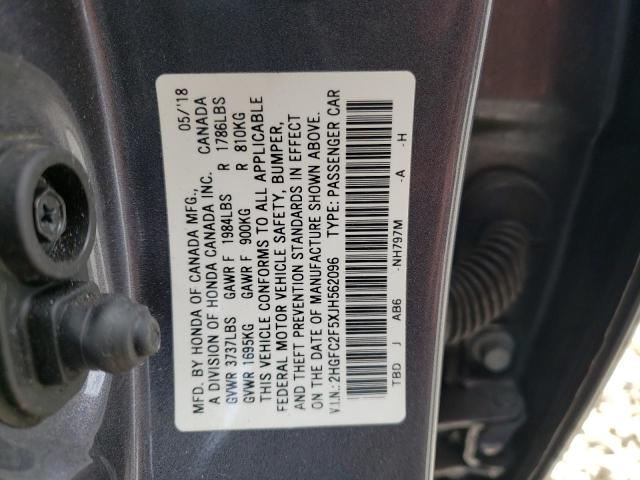 MFD. BY HONDA OF CANADA MFG., 05/'18
A DIVISION OF HONDA CANADA INC. CANADA
GVWR 3737LBS GAWR F 1984LBS R 1786LBS
GVWR 1695KG GAWR F 900KG R 810KG
THIS VEHICLE CONFORMS TO ALL APPLICABLE
FEDERAL MOTOR VEHICLE SAFETY, BUMPER,
AND THEFT PREVENTION STANDARDS IN EFFECT
ON THE DATE OF MANUFACTURE SHOWN ABOVE.
V.I.N.: 2HGFC2F5XJH562096 TYPE: PASSENGER CAR
TBD J AB6 -NH797M -A -H